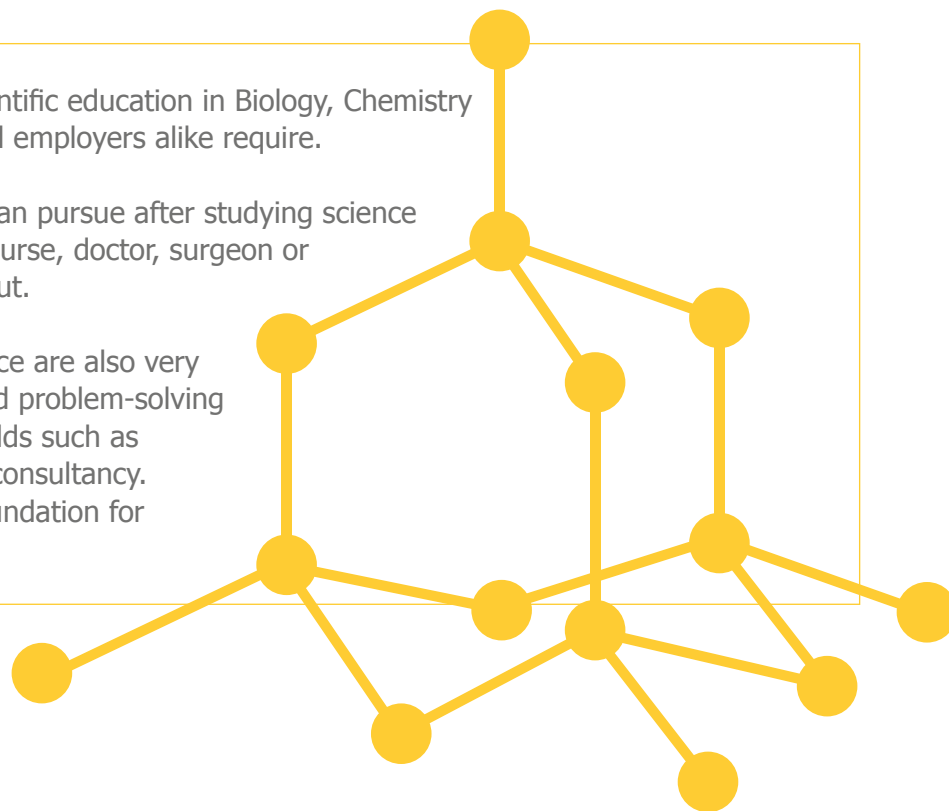 ntific education in Biology, Chemistry
l employers alike require.
an pursue after studying science
urse, doctor, surgeon or
ut.
ce are also very
d problem-solving
lds such as
consultancy.
undation for